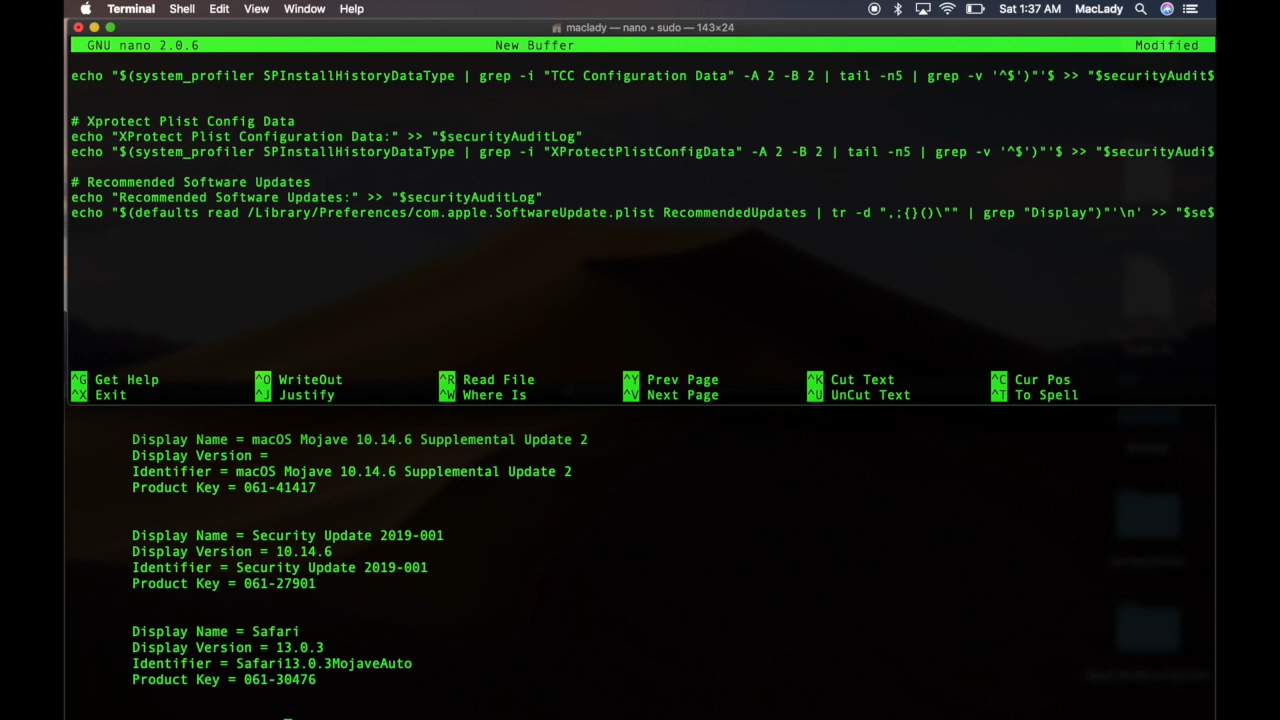 Terminal Shell Edit View Window Help Sat 1:37 AM MacLady
maclady — nano • sudo — 143×24
GNU nano 2.0.6 New Buffer Modified
echo "$(system_profiler SPInstallHistoryDataType | grep -i "TCC Configuration Data" -A 2 -B 2 | tail -n5 | grep -v '^$')"'$ >> "$securityAudit$
# Xprotect Plist Config Data
echo "XProtect Plist Configuration Data:" >> "$securityAuditLog"
echo "$(system_profiler SPInstallHistoryDataType | grep -i "XProtectPlistConfigData" -A 2 -B 2 | tail -n5 | grep -v '^$')"'$ >> "$securityAudi$
# Recommended Software Updates
echo "Recommended Software Updates:" >> "$securityAuditLog"
echo "$(defaults read /Library/Preferences/com.apple.SoftwareUpdate.plist RecommendedUpdates | tr -d ",;{}()\"" | grep "Display")"'\n' >> "$se$
^G Get Help ^O WriteOut ^R Read File ^Y Prev Page ^K Cut Text ^C Cur Pos
^X Exit ^J Justify ^W Where Is ^V Next Page ^U UnCut Text ^T To Spell
Display Name = macOS Mojave 10.14.6 Supplemental Update 2
Display Version =
Identifier = macOS Mojave 10.14.6 Supplemental Update 2
Product Key = 061-41417
Display Name = Security Update 2019-001
Display Version = 10.14.6
Identifier = Security Update 2019-001
Product Key = 061-27901
Display Name = Safari
Display Version = 13.0.3
Identifier = Safari13.0.3MojaveAuto
Product Key = 061-30476